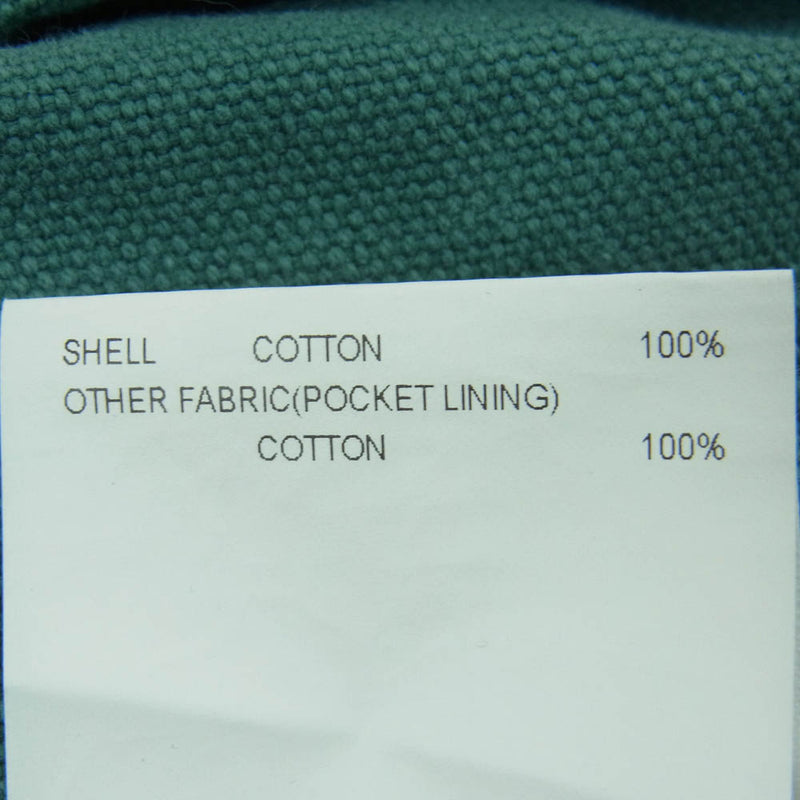 SHELL COTTON 100%
OTHER FABRIC(POCKET LINING)
COTTON 100%